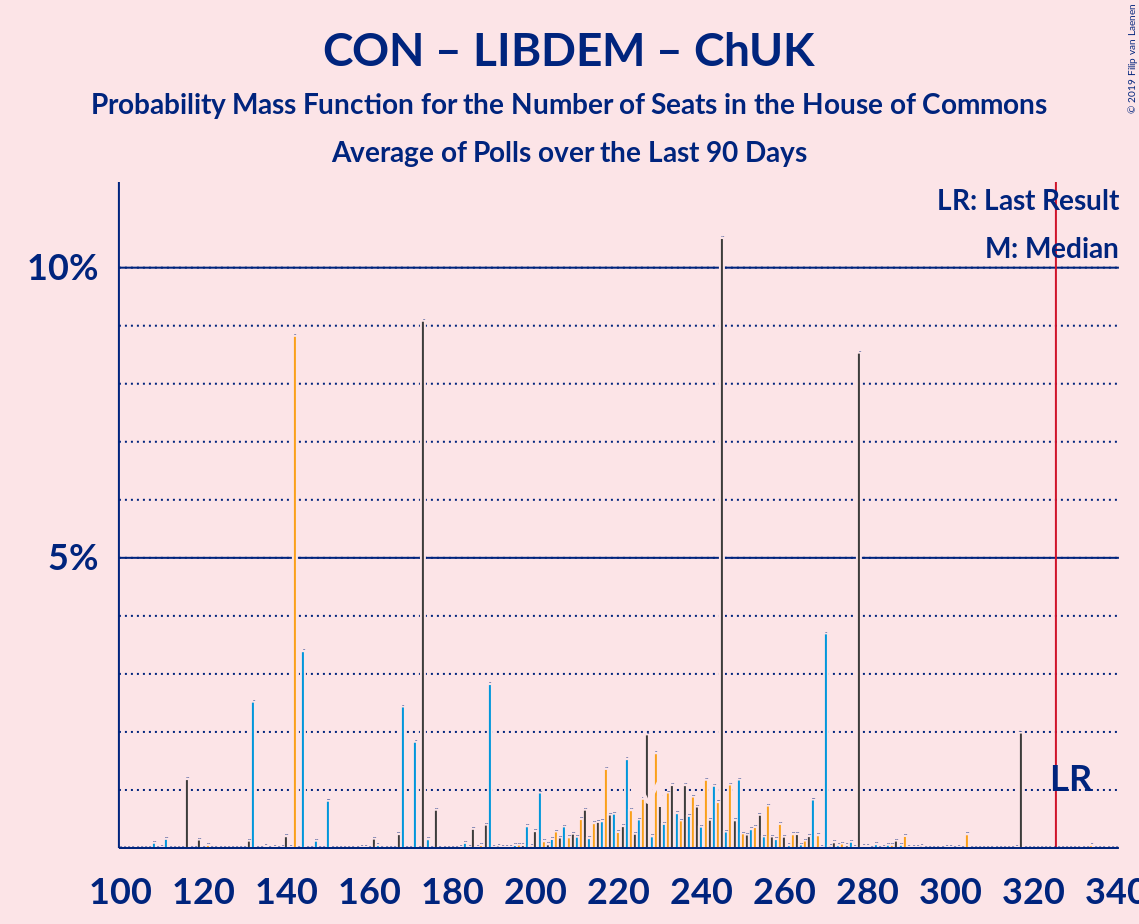 CON – LIBDEM – ChUK
Probability Mass Function for the Number of Seats in the House of Commons
Average of Polls over the Last 90 Days
© 2019 Filip van Laenen
LR: Last Result
M: Median
10%
5%
LR
100 120 140 160 180 200 220 240 260 280 300 320 340